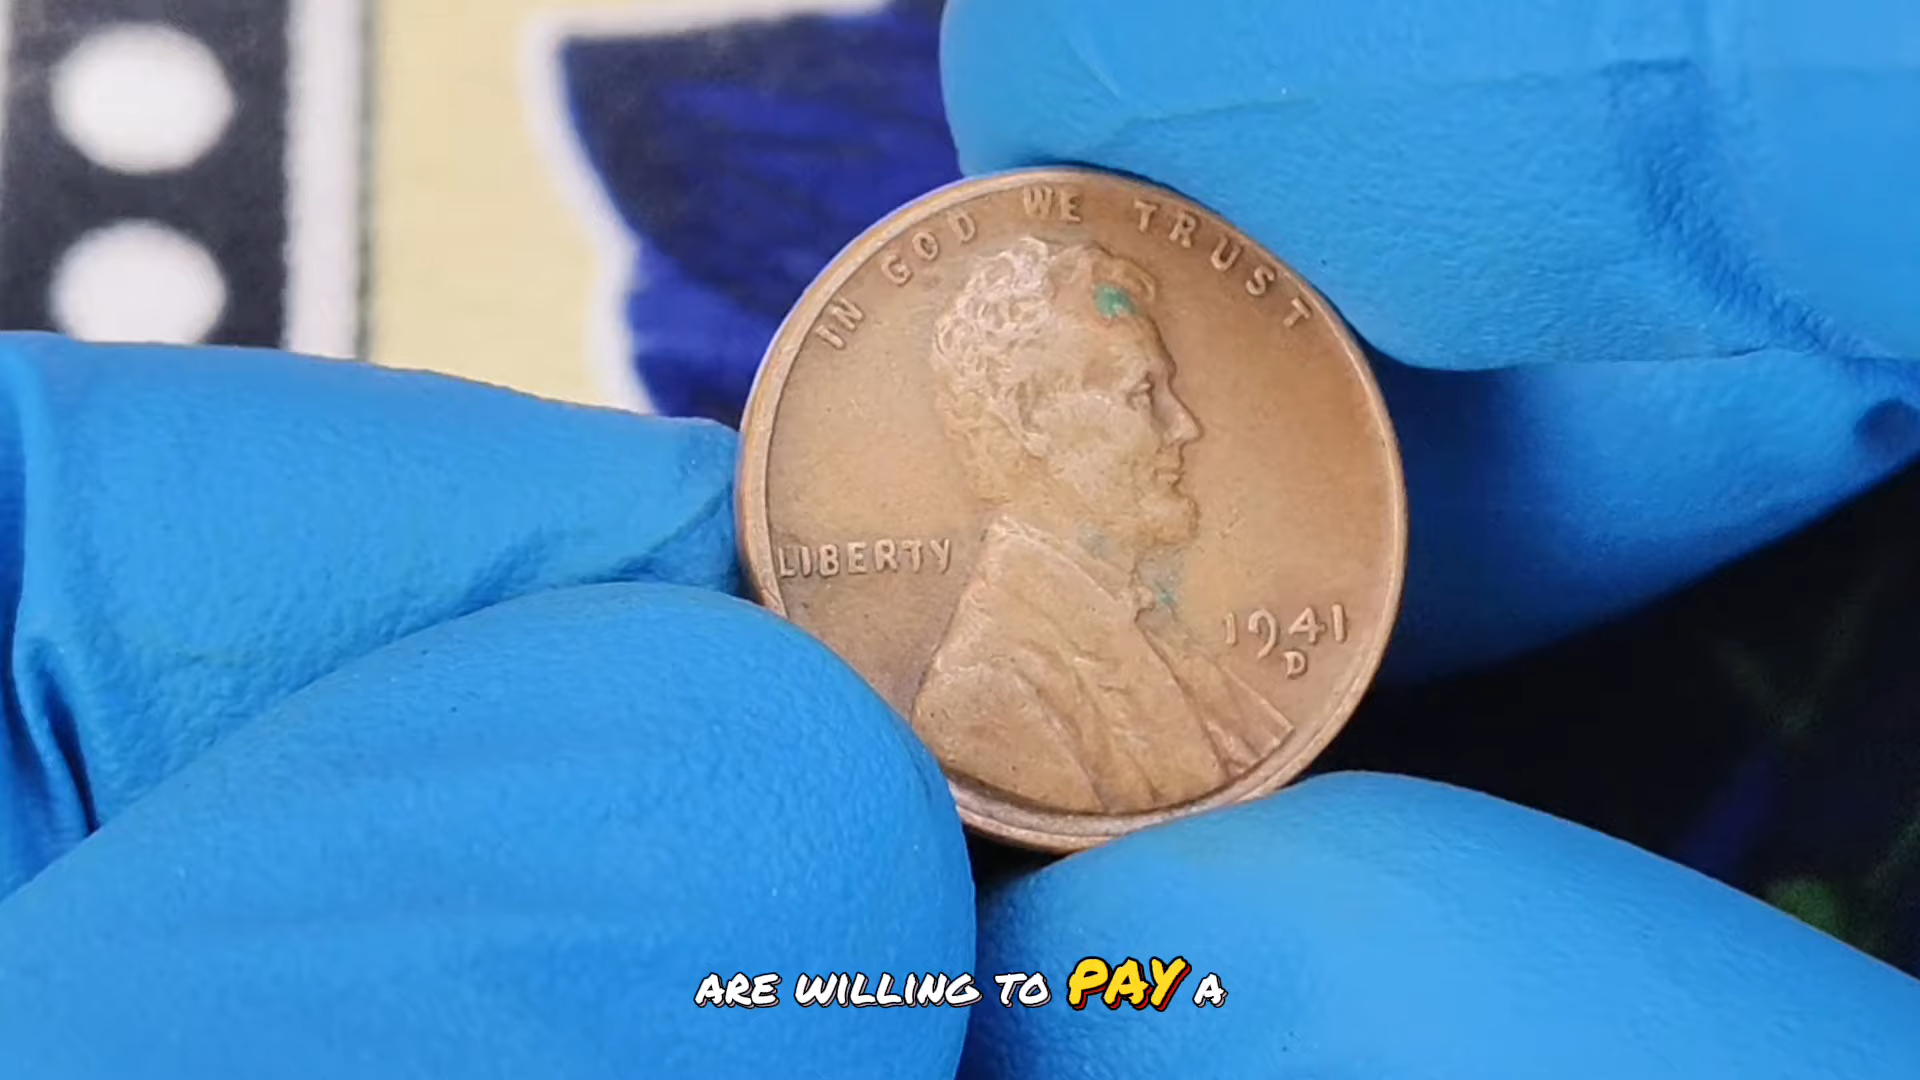 IN GOD WE TRUST
LIBERTY
1941
D
ARE WILLING TO PAY A